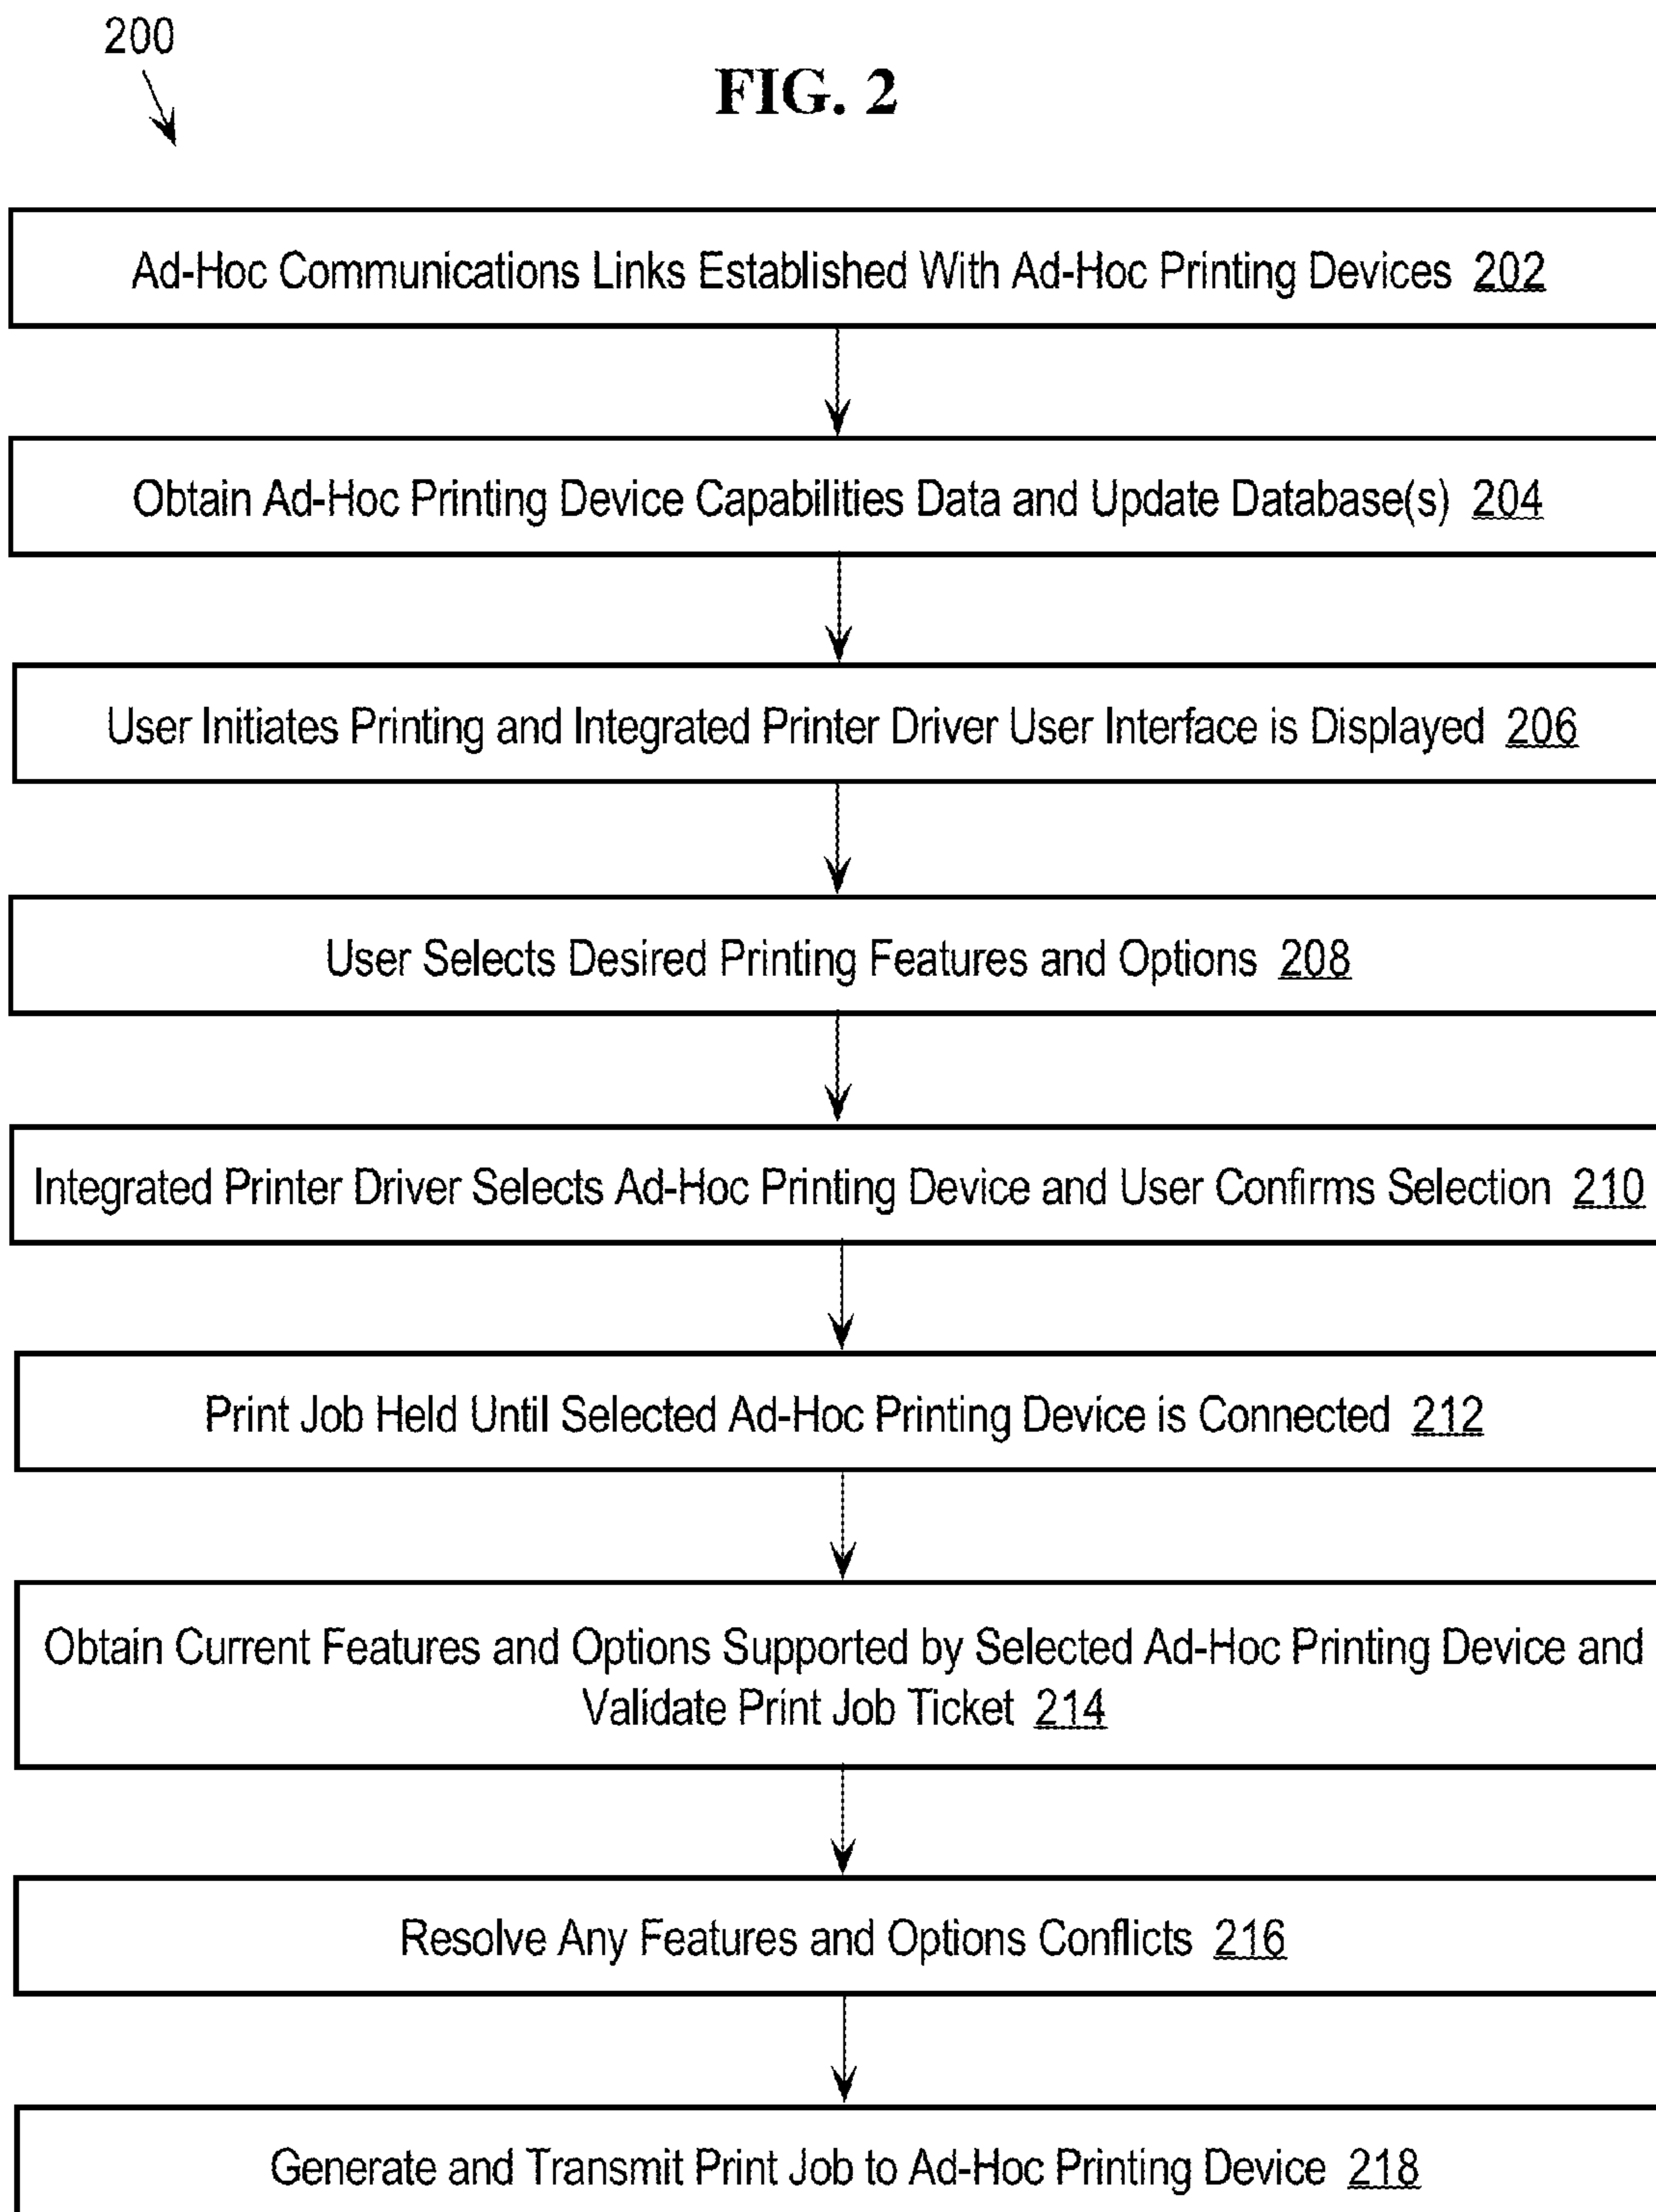 200
FIG. 2
Ad-Hoc Communications Links Established With Ad-Hoc Printing Devices 202
Obtain Ad-Hoc Printing Device Capabilities Data and Update Database(s) 204
User Initiates Printing and Integrated Printer Driver User Interface is Displayed 206
User Selects Desired Printing Features and Options 208
Integrated Printer Driver Selects Ad-Hoc Printing Device and User Confirms Selection 210
Print Job Held Until Selected Ad-Hoc Printing Device is Connected 212
Obtain Current Features and Options Supported by Selected Ad-Hoc Printing Device and
Validate Print Job Ticket 214
Resolve Any Features and Options Conflicts 216
Generate and Transmit Print Job to Ad-Hoc Printing Device 218